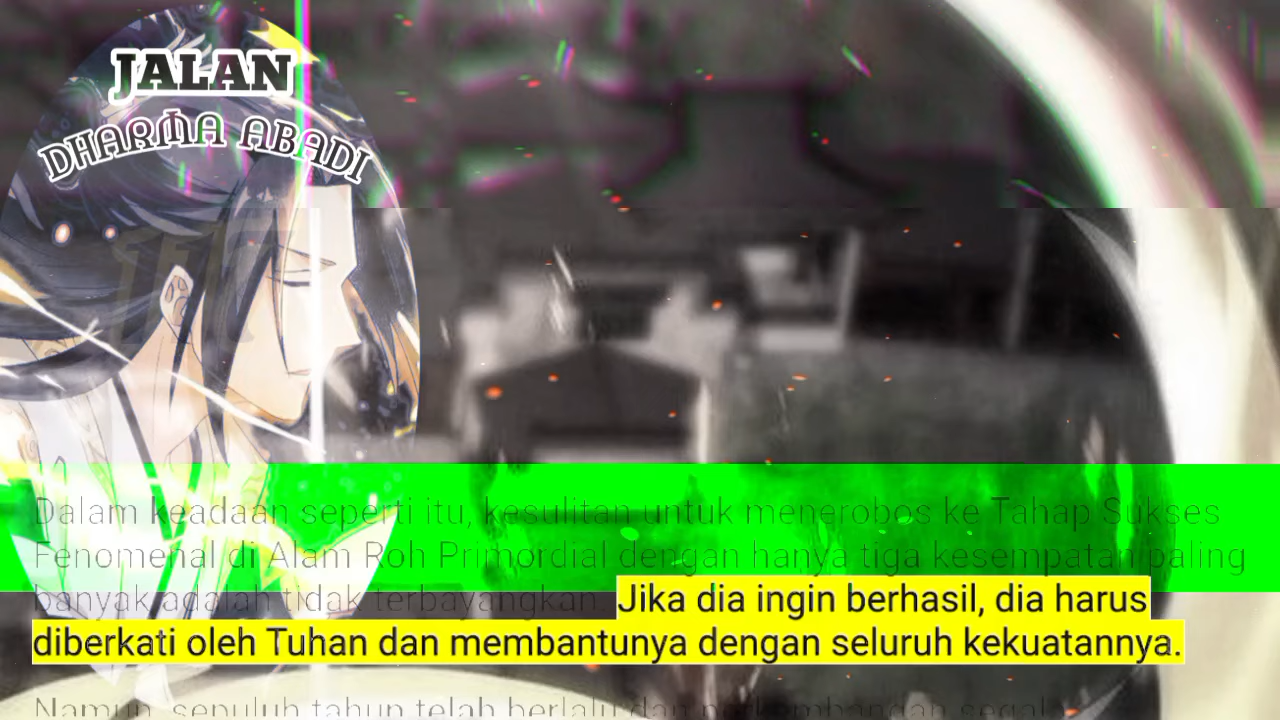 JALAN
DHARMA ABADI
Dalam keadaan seperti itu, kesulitan untuk menerobos ke Tahap Sukses
Fenomenal di Alam Roh Primordial dengan hanya tiga kesempatan paling
banyak adalah tidak terbayangkan. Jika dia ingin berhasil, dia harus
diberkati oleh Tuhan dan membantunya dengan seluruh kekuatannya.
Namun, sepuluh tahun telah berlalu dan